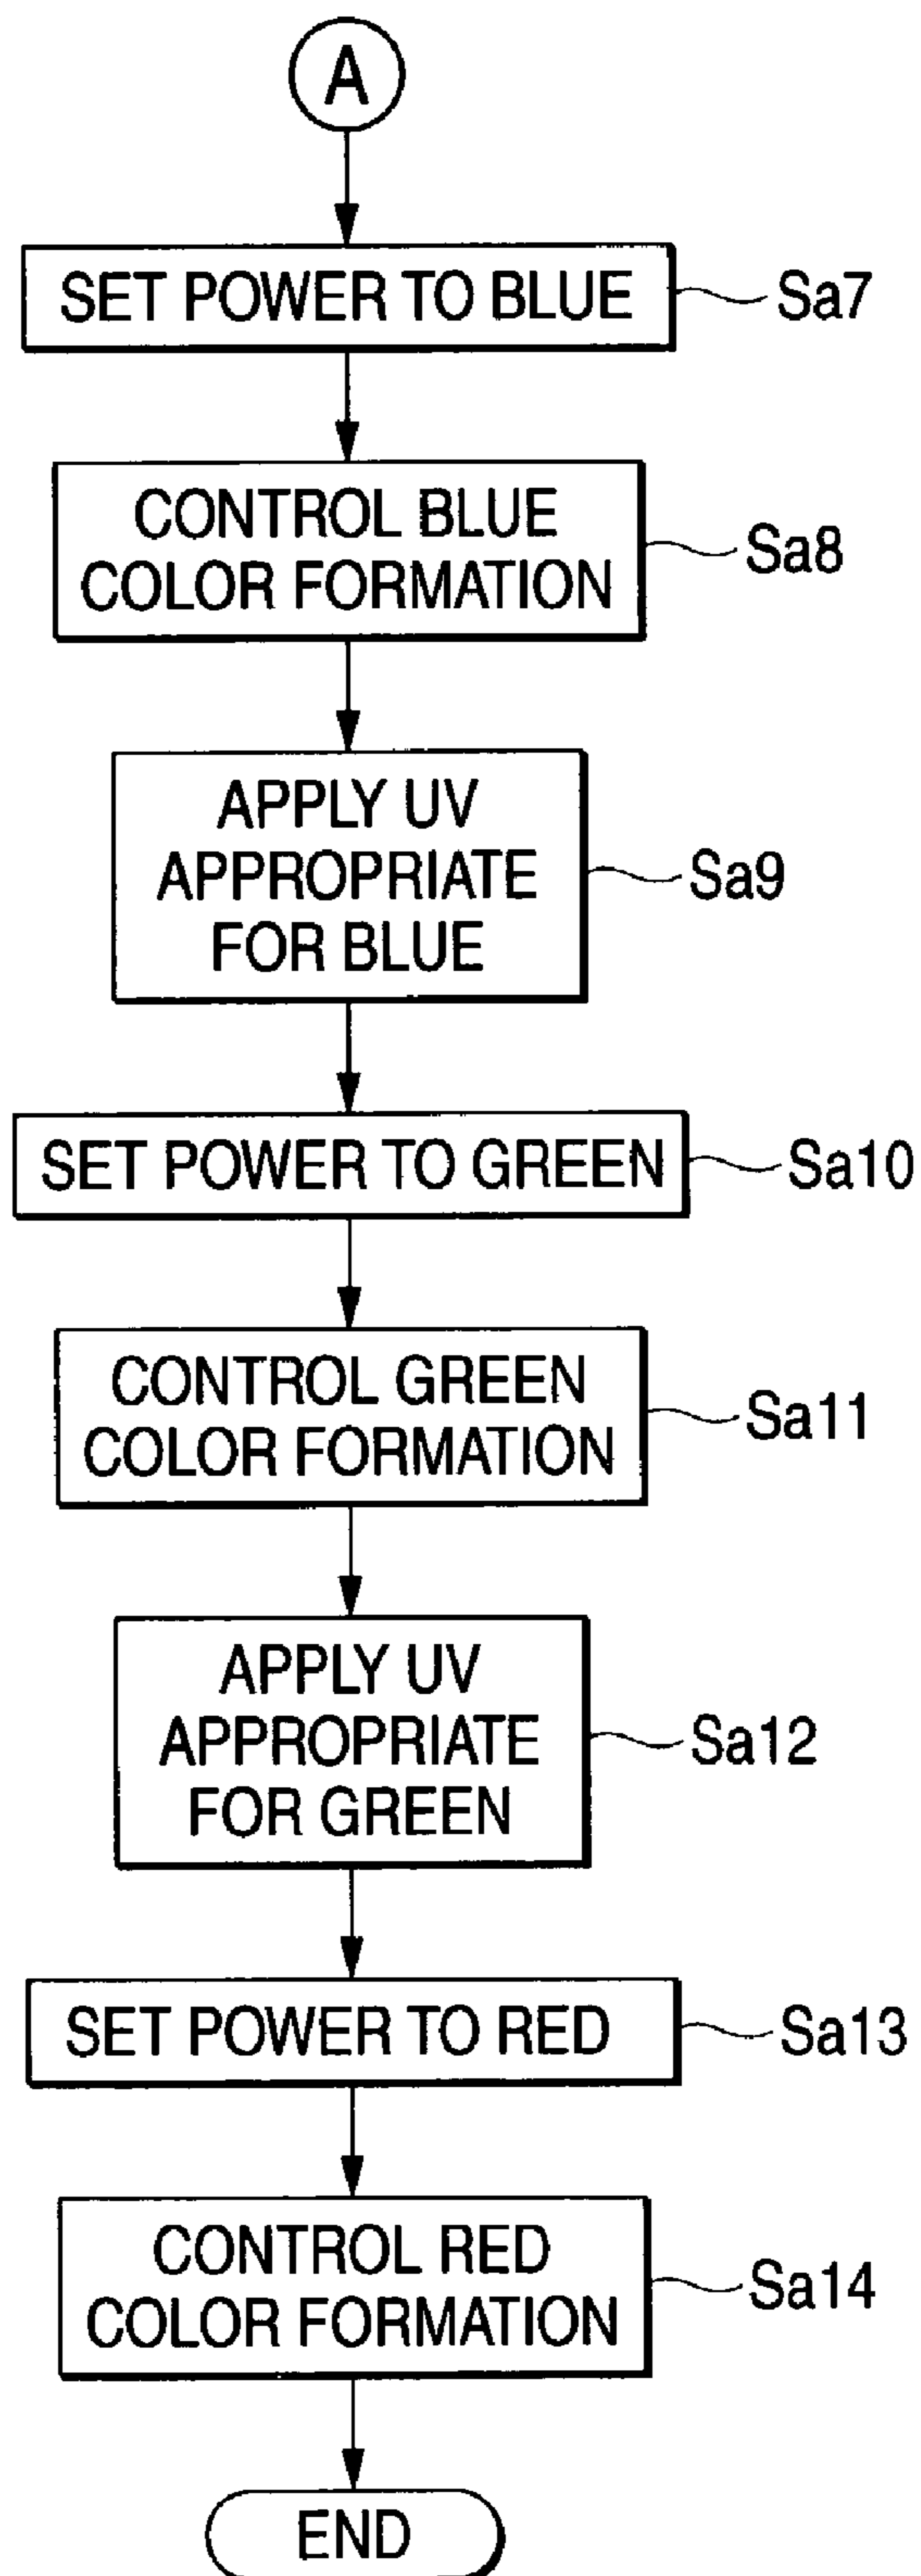 A
SET POWER TO BLUE
Sa7
CONTROL BLUE
COLOR FORMATION
Sa8
APPLY UV
APPROPRIATE
FOR BLUE
Sa9
SET POWER TO GREEN
Sa10
CONTROL GREEN
COLOR FORMATION
Sa11
APPLY UV
APPROPRIATE
FOR GREEN
Sa12
SET POWER TO RED
Sa13
CONTROL RED
COLOR FORMATION
Sa14
END